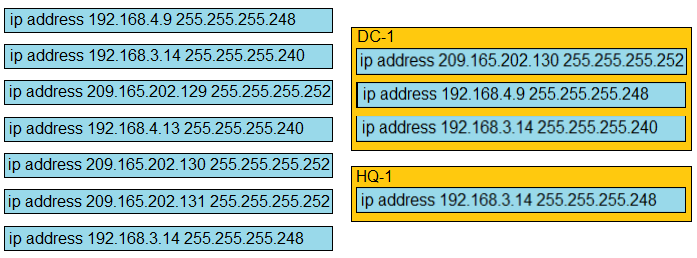 ip address 192.168.4.9 255.255.255.248
ip address 192.168.3.14 255.255.255.240
ip address 209.165.202.129 255.255.255.252
ip address 192.168.4.13 255.255.255.240
ip address 209.165.202.130 255.255.255.252
ip address 209.165.202.131 255.255.255.252
ip address 192.168.3.14 255.255.255.248
DC-1
ip address 209.165.202.130 255.255.255.252
ip address 192.168.4.9 255.255.255.248
ip address 192.168.3.14 255.255.255.240
HQ-1
ip address 192.168.3.14 255.255.255.248